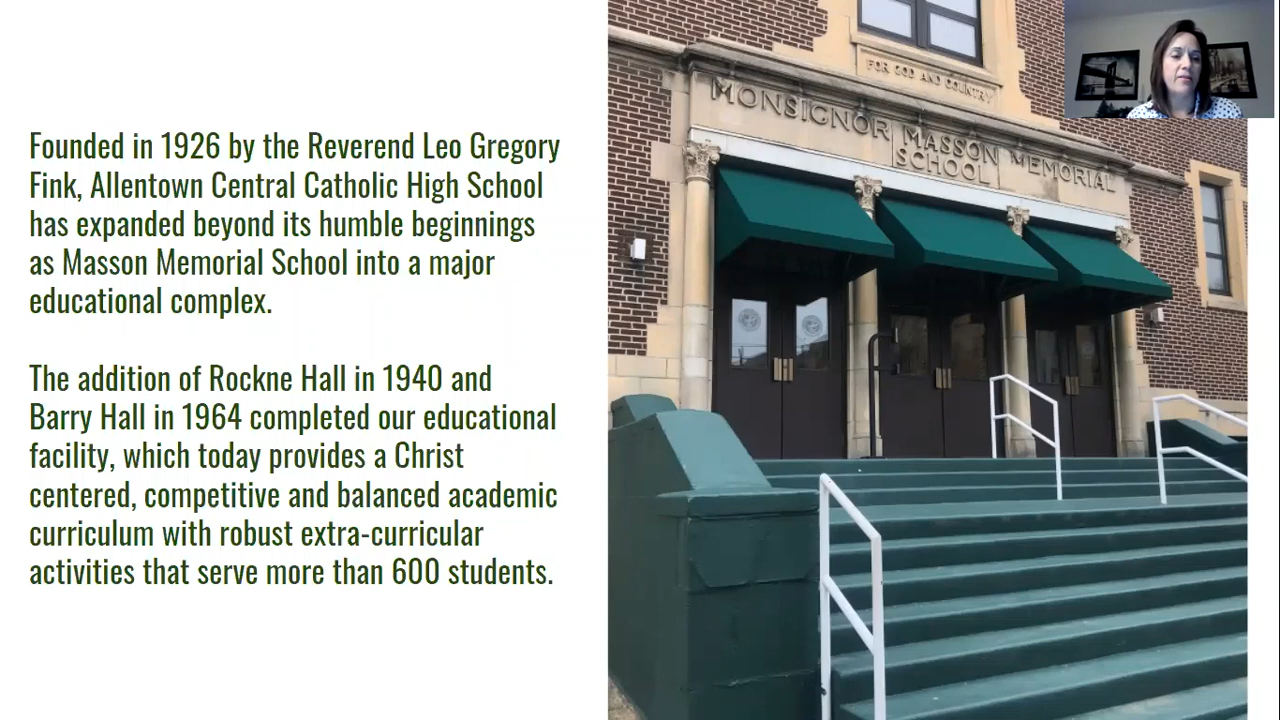 Founded in 1926 by the Reverend Leo Gregory
Fink, Allentown Central Catholic High School
has expanded beyond its humble beginnings
as Masson Memorial School into a major
educational complex.
The addition of Rockne Hall in 1940 and
Barry Hall in 1964 completed our educational
facility, which today provides a Christ
centered, competitive and balanced academic
curriculum with robust extra-curricular
activities that serve more than 600 students.
FOR GOD AND COUNTRY
MONSIGNOR MASSON MEMORIAL
SCHOOL